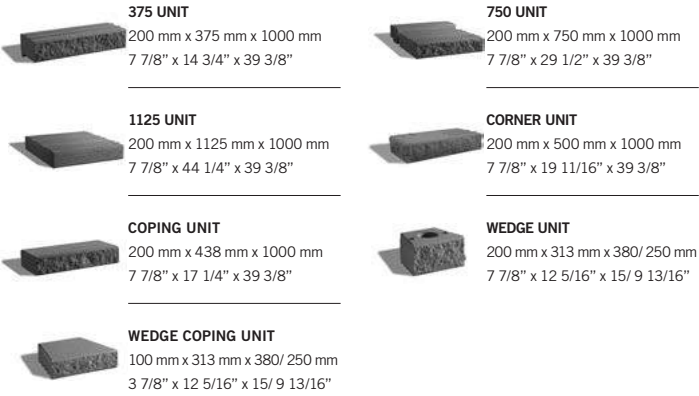 375 UNIT
200 mm x 375 mm x 1000 mm
7 7/8” x 14 3/4” x 39 3/8”
750 UNIT
200 mm x 750 mm x 1000 mm
7 7/8” x 29 1/2” x 39 3/8”
1125 UNIT
200 mm x 1125 mm x 1000 mm
7 7/8” x 44 1/4” x 39 3/8”
CORNER UNIT
200 mm x 500 mm x 1000 mm
7 7/8” x 19 11/16” x 39 3/8”
COPING UNIT
200 mm x 438 mm x 1000 mm
7 7/8” x 17 1/4” x 39 3/8”
WEDGE UNIT
200 mm x 313 mm x 380/ 250 mm
7 7/8” x 12 5/16” x 15/ 9 13/16”
WEDGE COPING UNIT
100 mm x 313 mm x 380/ 250 mm
3 7/8” x 12 5/16” x 15/ 9 13/16”